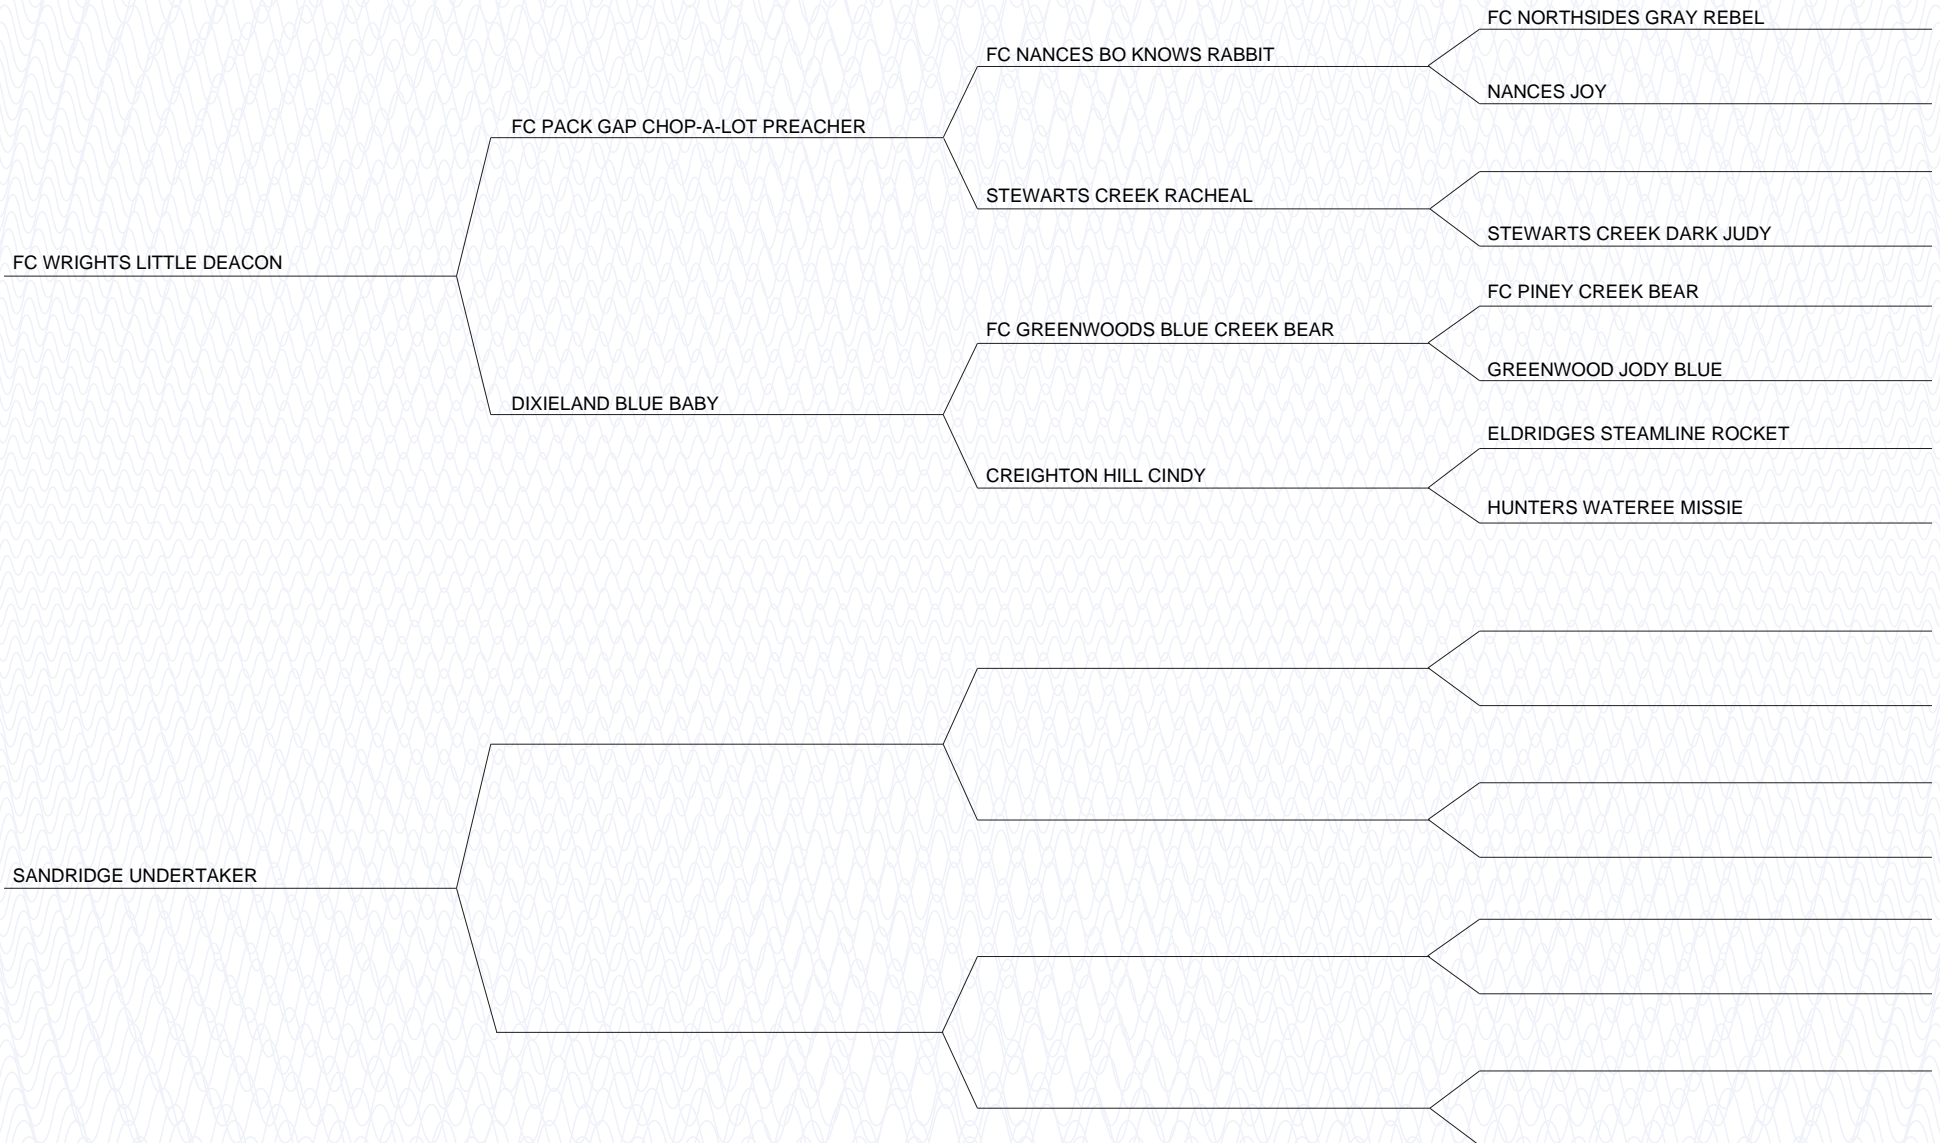 FC NORTHSIDES GRAY REBEL
FC NANCES BO KNOWS RABBIT
NANCES JOY
FC PACK GAP CHOP-A-LOT PREACHER
STEWARTS CREEK RACHEAL
STEWARTS CREEK DARK JUDY
FC WRIGHTS LITTLE DEACON
FC PINEY CREEK BEAR
FC GREENWOODS BLUE CREEK BEAR
GREENWOOD JODY BLUE
DIXIELAND BLUE BABY
ELDRIDGES STEAMLINE ROCKET
CREIGHTON HILL CINDY
HUNTERS WATEREE MISSIE
SANDRIDGE UNDERTAKER